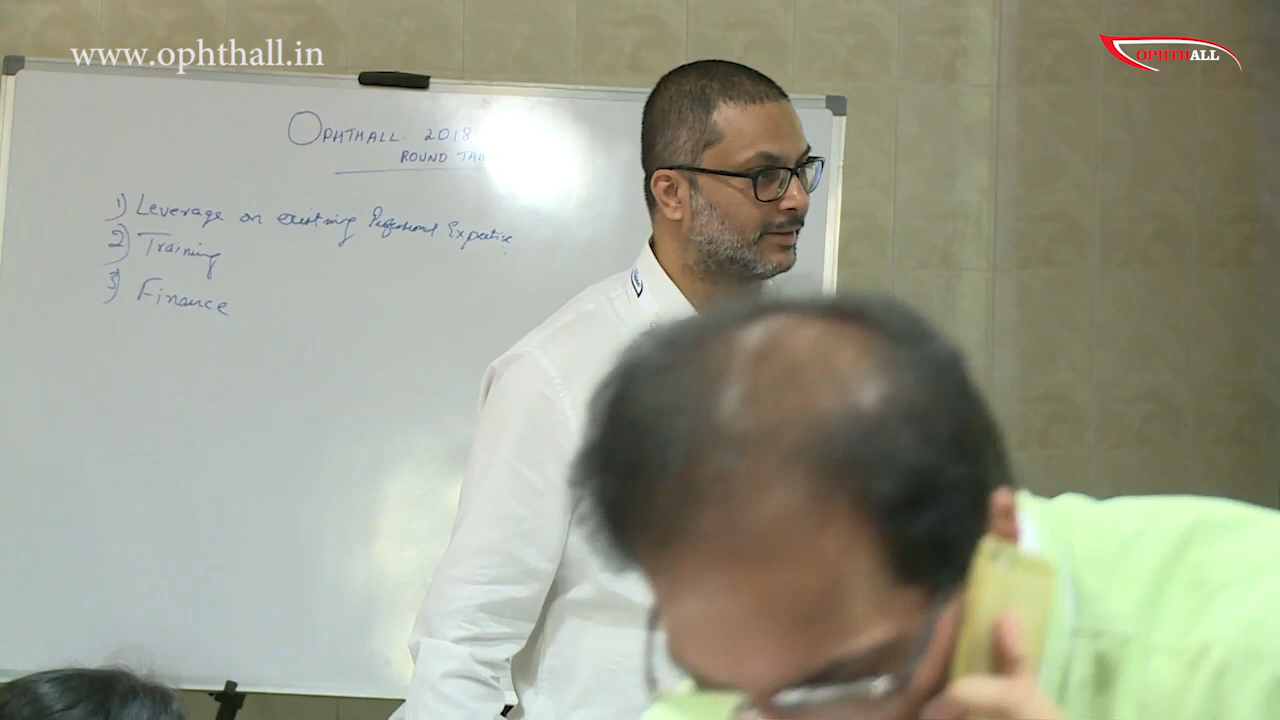 www.ophthall.in
OPHTHALL
OPHTHALL 2018
ROUND TAB
1) Leverage on existing Professional Expertise
2) Training
3) Finance